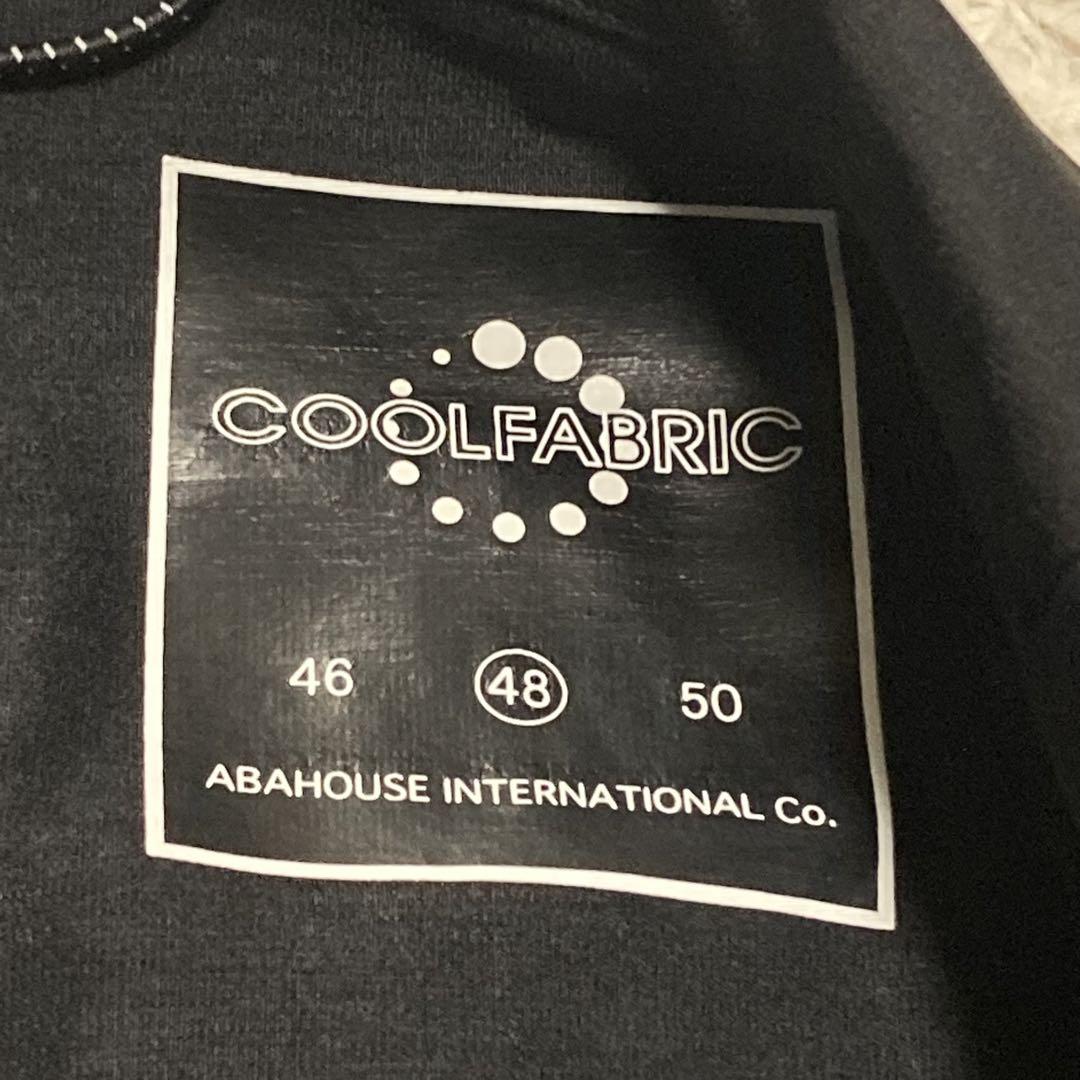 COOLFABRIC
46 48 50
ABAHOUSE INTERNATIONAL Co.